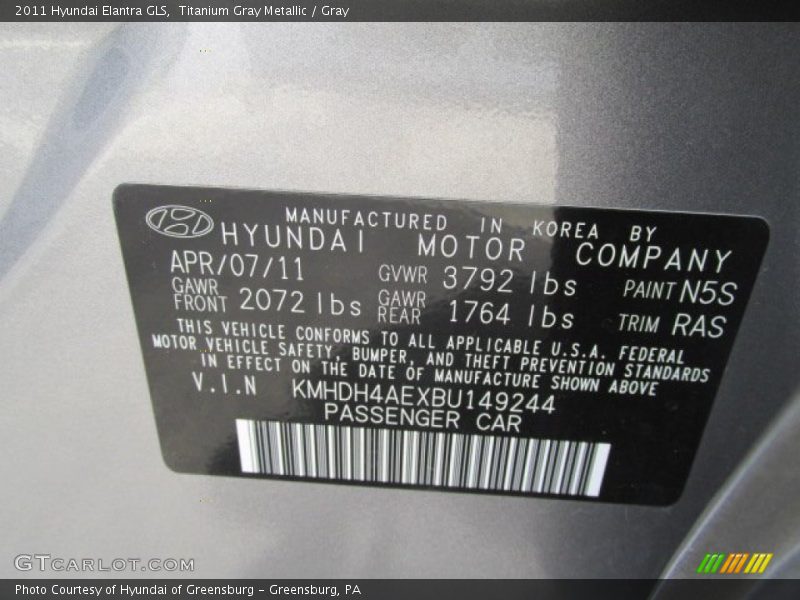 2011 Hyundai Elantra GLS, Titanium Gray Metallic / Gray
MANUFACTURED IN KOREA BY
HYUNDAI MOTOR COMPANY
APR/07/11 GVWR 3792 lbs PAINT N5S
GAWR FRONT 2072 lbs GAWR REAR 1764 lbs TRIM RAS
THIS VEHICLE CONFORMS TO ALL APPLICABLE U.S.A. FEDERAL
MOTOR VEHICLE SAFETY, BUMPER, AND THEFT PREVENTION STANDARDS
IN EFFECT ON THE DATE OF MANUFACTURE SHOWN ABOVE
V.I.N KMHDH4AEXBU149244
PASSENGER CAR
GTCARLOT.COM
Photo Courtesy of Hyundai of Greensburg - Greensburg, PA